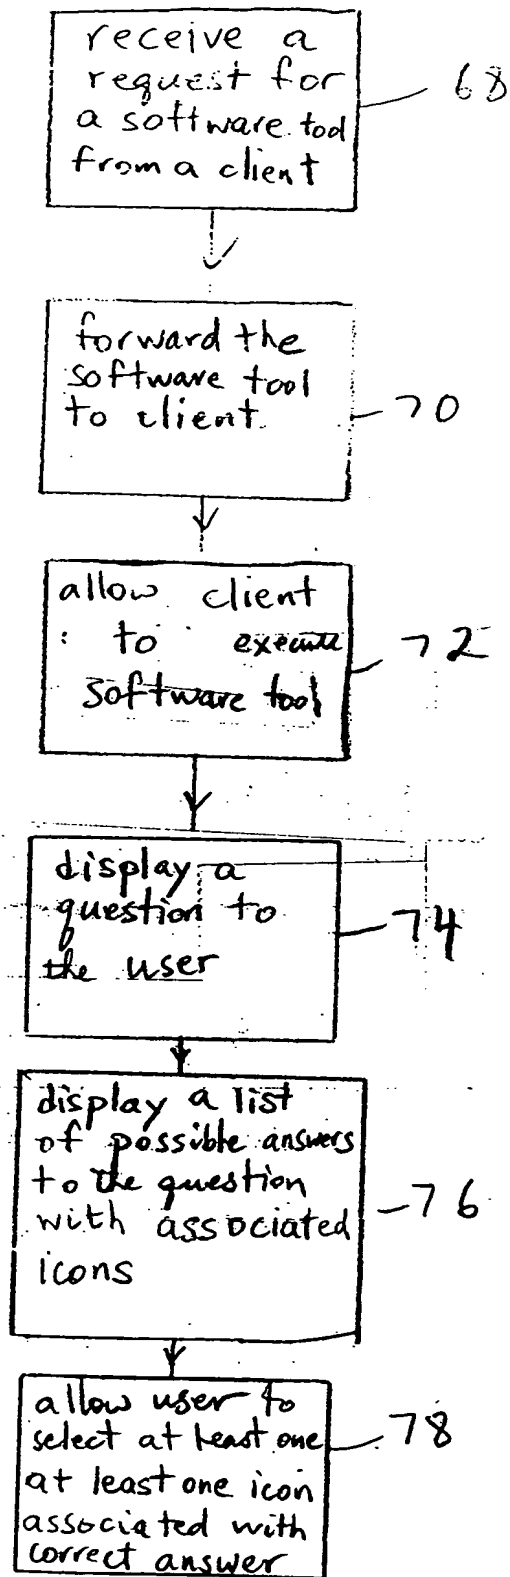 receive a
request for
a software tool
from a client
68
forward the
software tool
to client
70
allow client
to execute
software tool
72
display a
question to
the user
74
display a list
of possible answers
to the question
with associated
icons
76
allow user to
select at least one
at least one icon
associated with
correct answer
78